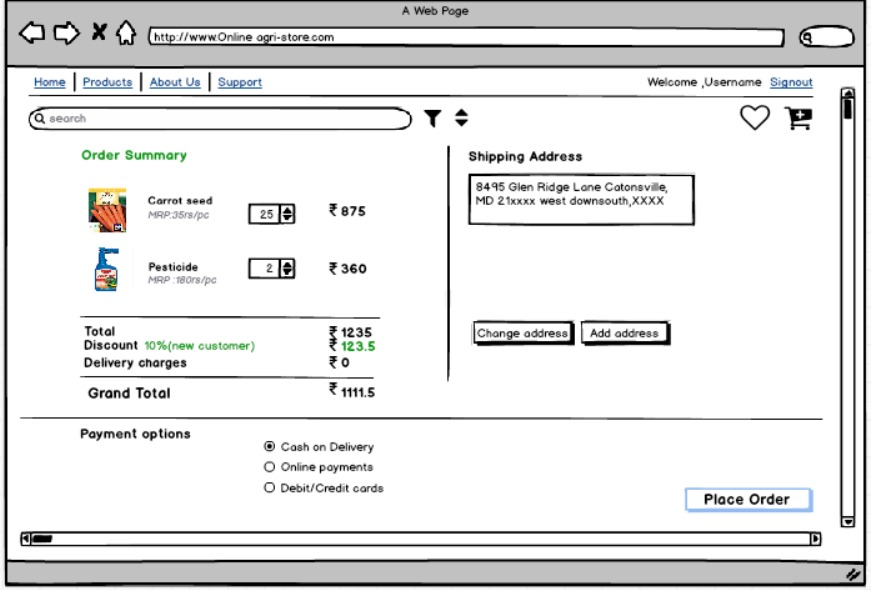 A Web Page
http://www.Online agri-store.com
Home Products About Us Support
Welcome ,Username Signout
search
Order Summary
Carrot seed
MRP:35rs/pc
25
₹ 875
Pesticide
MRP :180rs/pc
2
₹ 360
Total ₹ 1235
Discount 10%(new customer) ₹ 123.5
Delivery charges ₹ 0
Grand Total ₹ 1111.5
Shipping Address
8495 Glen Ridge Lane Catonsville,
MD 21xxxx west downsouth,XXXX
Change address Add address
Payment options
Cash on Delivery
Online payments
Debit/Credit cards
Place Order